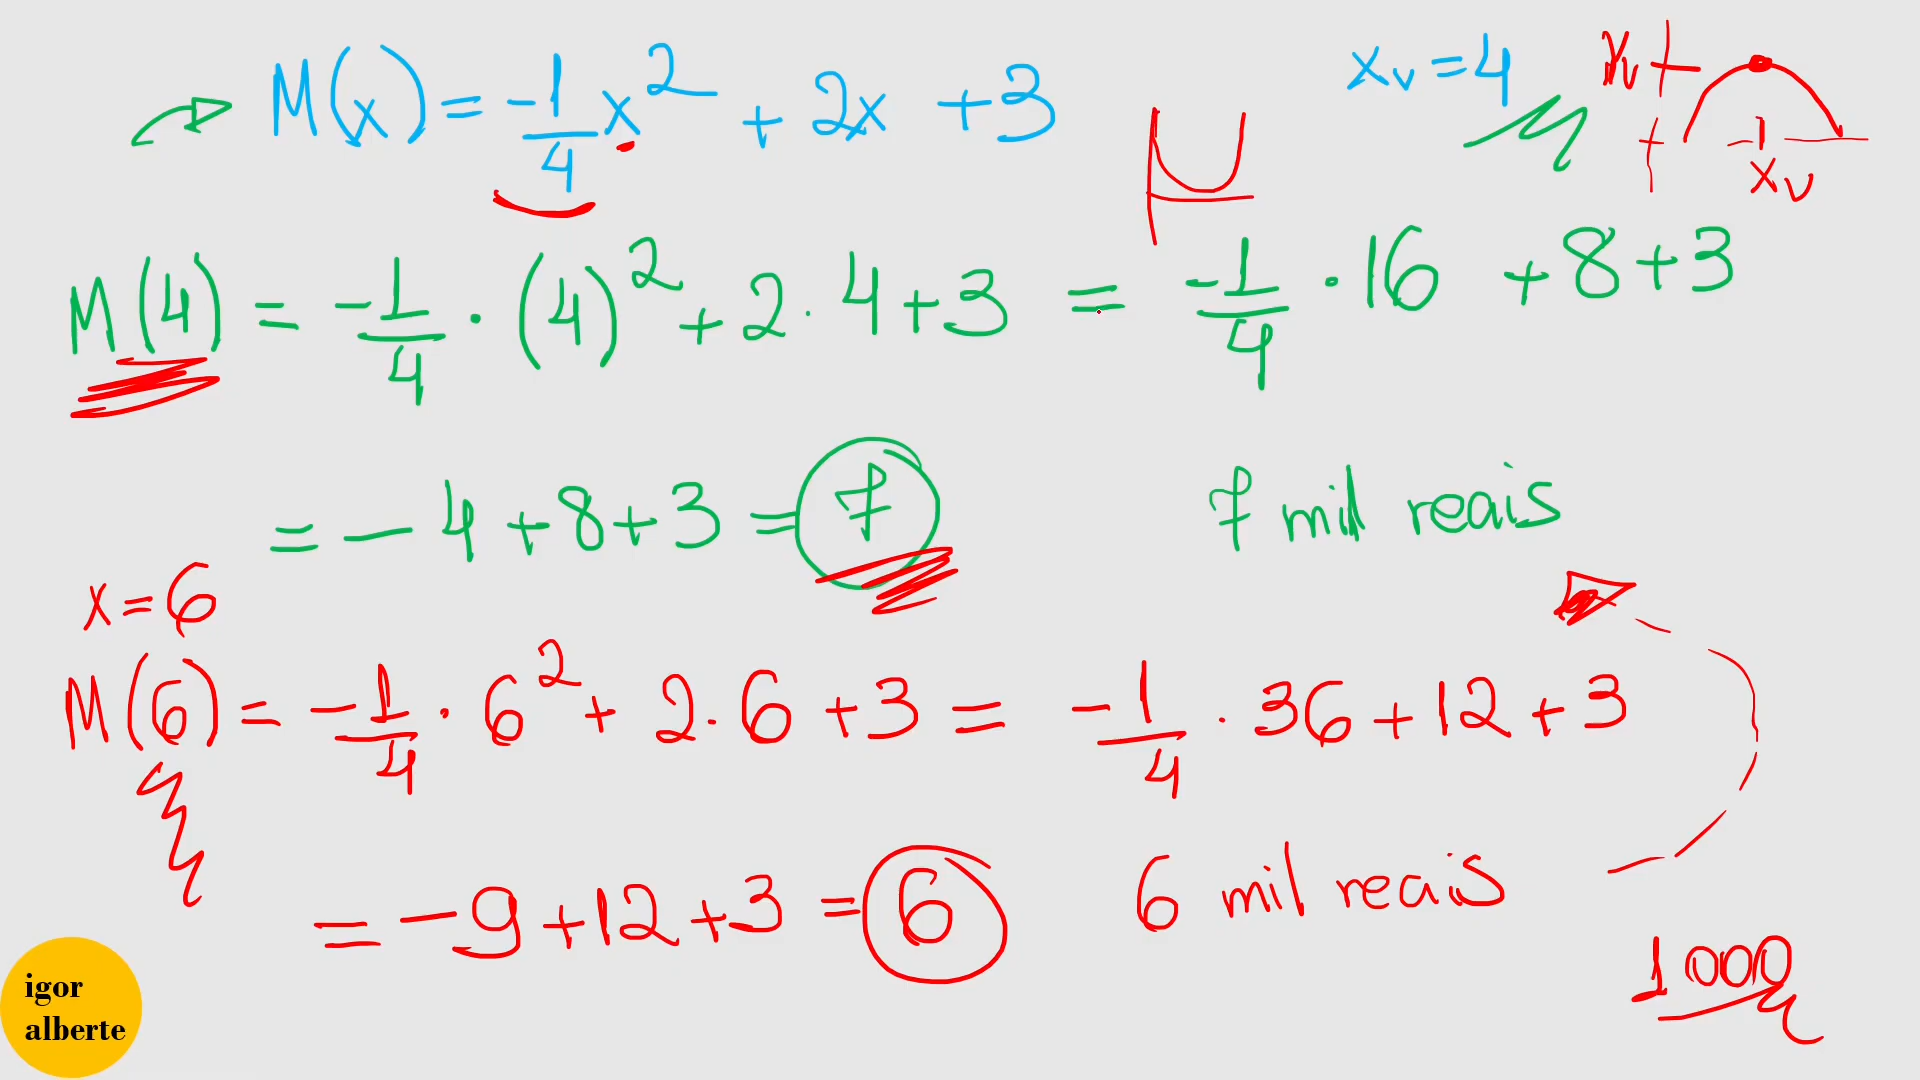 M(x) = -1/4 x² + 2x + 3
xv = 4
yv
xv
M(4) = -1/4 · (4)² + 2 · 4 + 3 = -1/4 · 16 + 8 + 3
= - 4 + 8 + 3 = 7
7 mil reais
x = 6
M(6) = -1/4 · 6² + 2 · 6 + 3 = -1/4 · 36 + 12 + 3
= - 9 + 12 + 3 = 6
6 mil reais
1000
igor
alberte